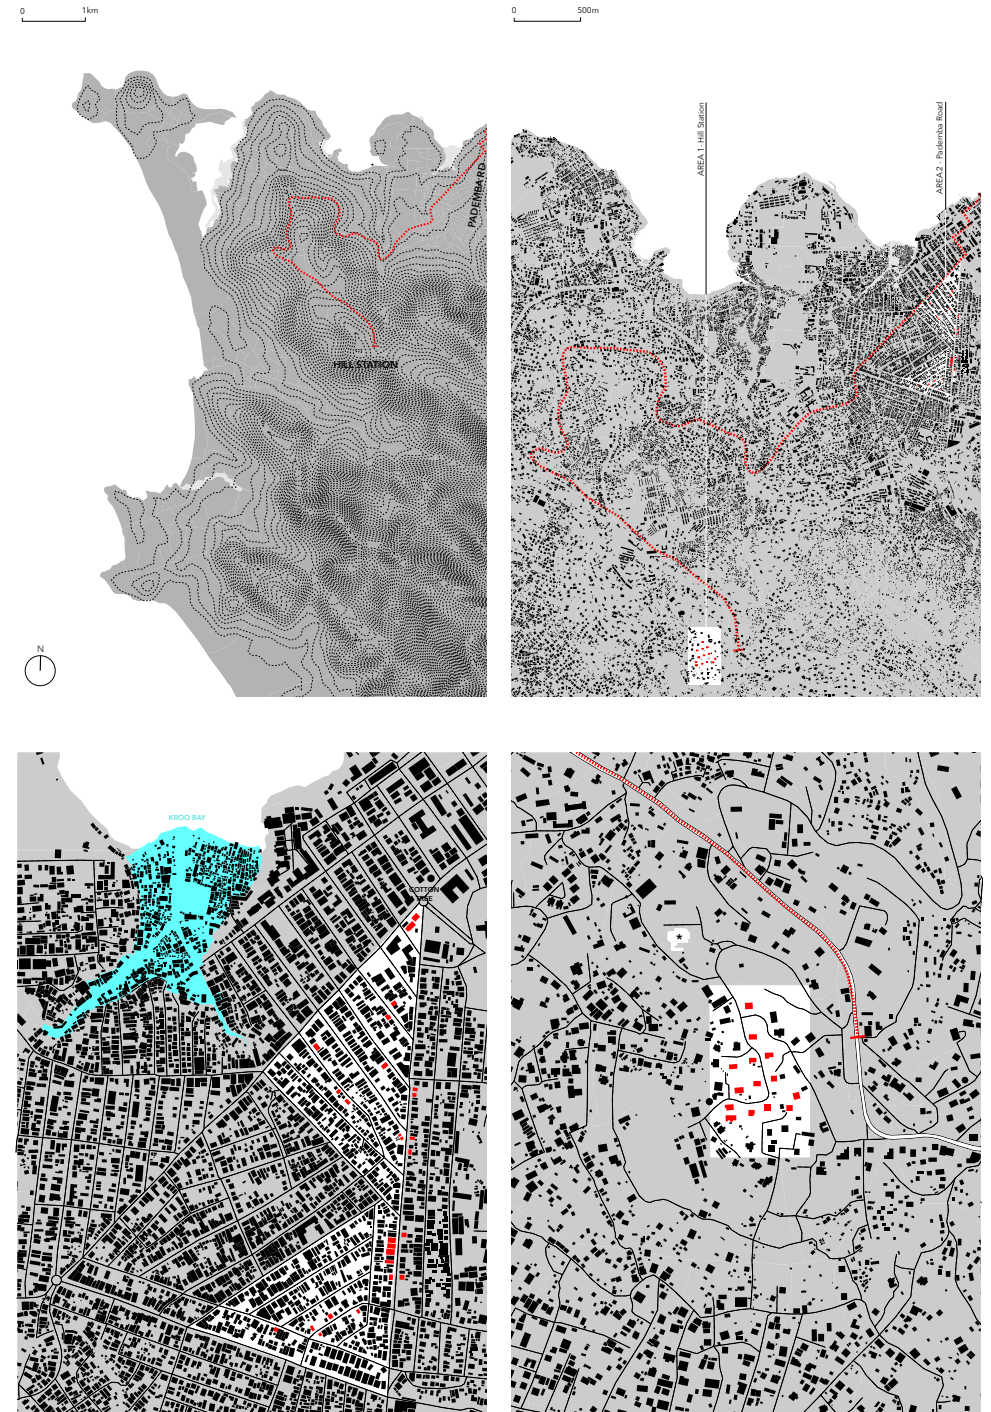 0 1km
0 500m
AREA 1 - Hill Station
AREA 2 - Pademba Road
PADEMBA RD
HILL STATION
N
KROO BAY
COTTON